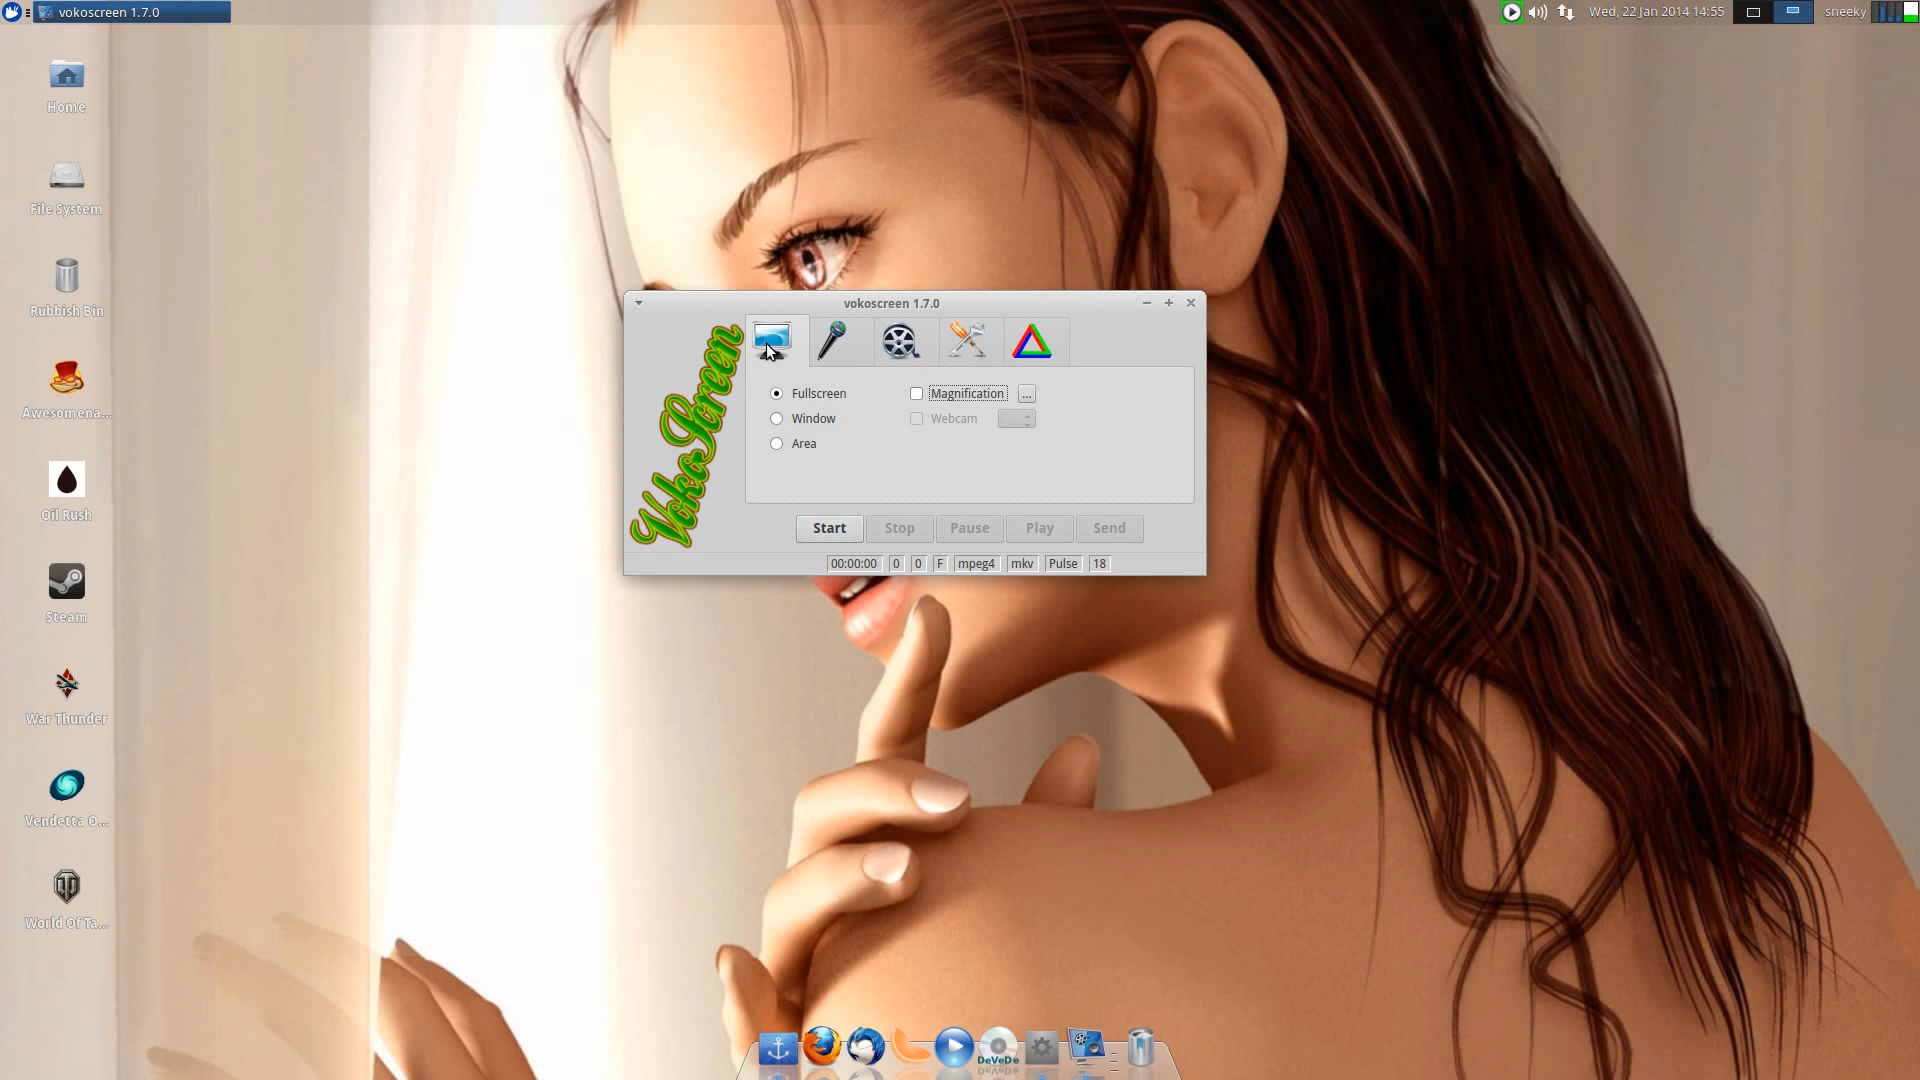 vokoscreen 1.7.0
Wed, 22 Jan 2014 14:55
sneeky
Home
File System
Rubbish Bin
Awesomena...
Oil Rush
Steam
War Thunder
Vendetta O...
World Of Ta...
vokoscreen 1.7.0
VokoScreen
Fullscreen
Magnification
...
Window
Webcam
Area
Start
Stop
Pause
Play
Send
00:00:00
0
0
F
mpeg4
mkv
Pulse
18
DeVeDe